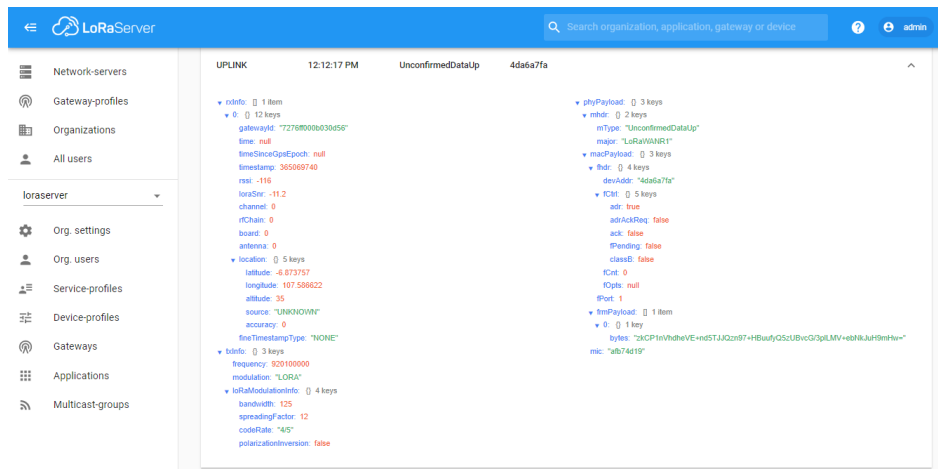 LoRaServer
Search organization, application, gateway or device
? admin
Network-servers
Gateway-profiles
Organizations
All users
loraserver
Org. settings
Org. users
Service-profiles
Device-profiles
Gateways
Applications
Multicast-groups
UPLINK 12:12:17 PM UnconfirmedDataUp 4da6a7fa
rxInfo: [] 1 item
0: {} 12 keys
gatewayId: "7276ff000b030d56"
time: null
timeSinceGpsEpoch: null
timestamp: 365069740
rssi: -116
loraSnr: -11.2
channel: 0
rfChain: 0
board: 0
antenna: 0
location: {} 5 keys
latitude: -6.873757
longitude: 107.586622
altitude: 35
source: "UNKNOWN"
accuracy: 0
fineTimestampType: "NONE"
txInfo: {} 3 keys
frequency: 920100000
modulation: "LORA"
loRaModulationInfo: {} 4 keys
bandwidth: 125
spreadingFactor: 12
codeRate: "4/5"
polarizationInversion: false
phyPayload: {} 3 keys
mhdr: {} 2 keys
mType: "UnconfirmedDataUp"
major: "LoRaWANR1"
macPayload: {} 3 keys
fhdr: {} 4 keys
devAddr: "4da6a7fa"
fCtrl: {} 5 keys
adr: true
adrAckReq: false
ack: false
fPending: false
classB: false
fCnt: 0
fOpts: null
fPort: 1
frmPayload: [] 1 item
0: {} 1 key
bytes:
mic: "afb74d19"